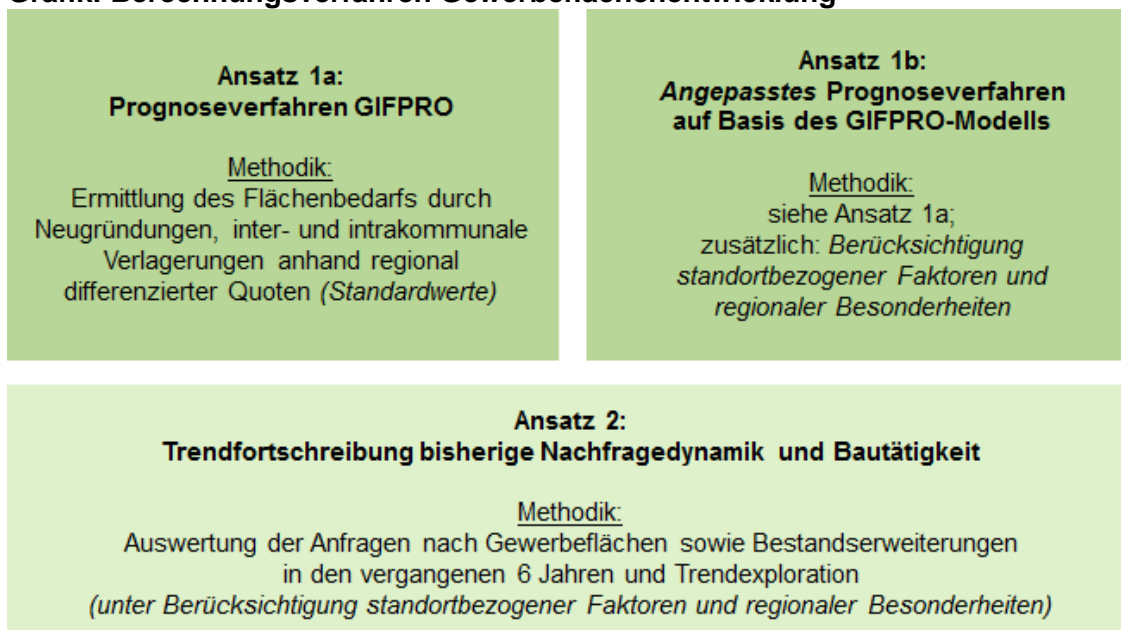 Grafik: Berechnungsverfahren Gewerbeflächenentwicklung
Ansatz 1a:
Prognoseverfahren GIFPRO
Methodik:
Ermittlung des Flächenbedarfs durch
Neugründungen, inter- und intrakommunale
Verlagerungen anhand regional
differenzierter Quoten (Standardwerte)
Ansatz 1b:
Angepasstes Prognoseverfahren
auf Basis des GIFPRO-Modells
Methodik:
siehe Ansatz 1a;
zusätzlich: Berücksichtigung
standortbezogener Faktoren und
regionaler Besonderheiten
Ansatz 2:
Trendfortschreibung bisherige Nachfragedynamik und Bautätigkeit
Methodik:
Auswertung der Anfragen nach Gewerbeflächen sowie Bestandserweiterungen
in den vergangenen 6 Jahren und Trendexploration
(unter Berücksichtigung standortbezogener Faktoren und regionaler Besonderheiten)